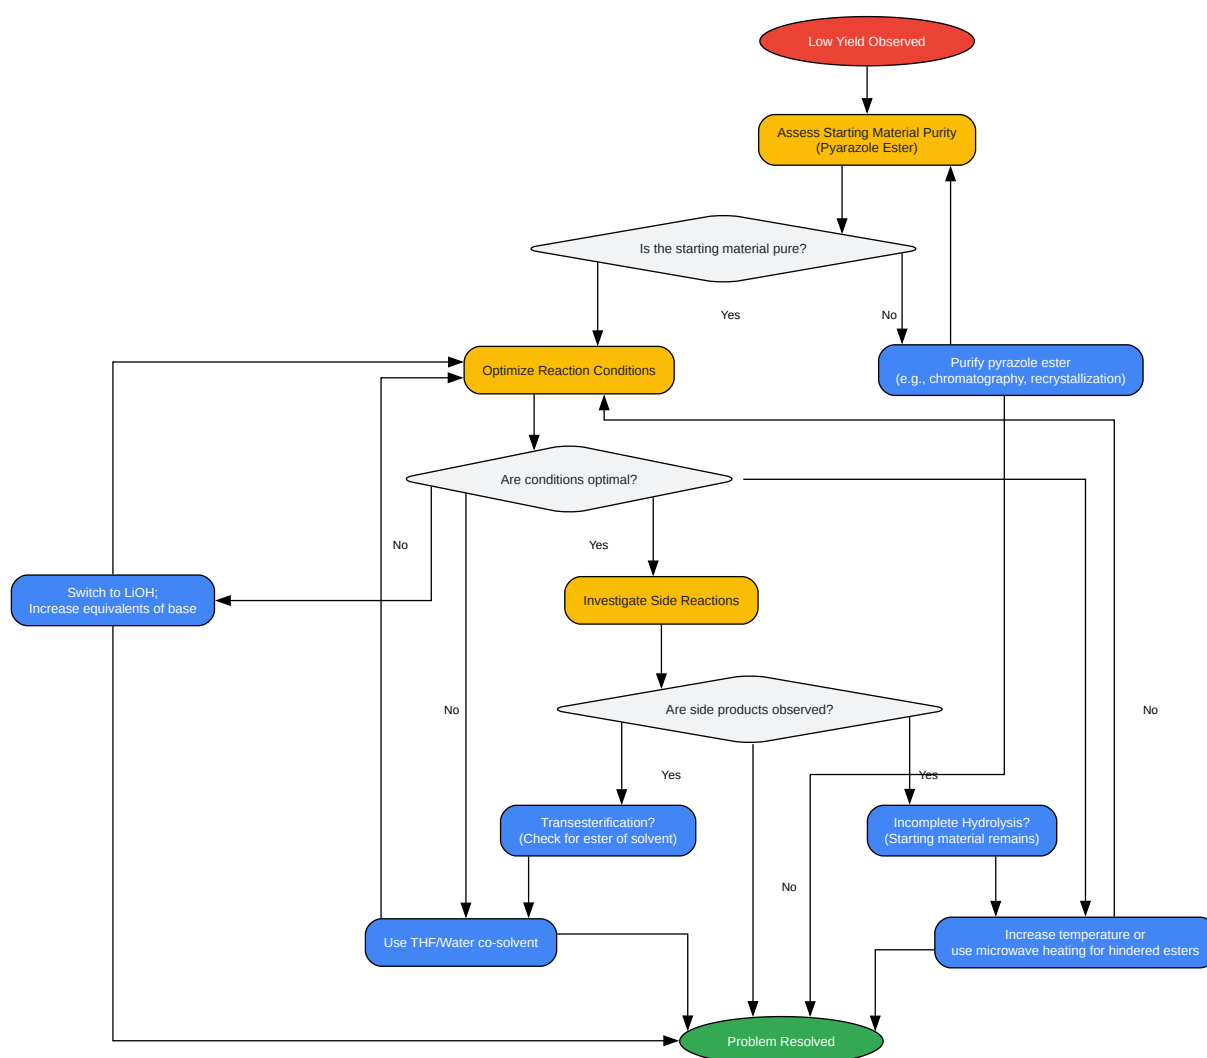 Low Yield Observed
Assess Starting Material Purity
(Pyarazole Ester)
Is the starting material pure?
Yes
No
Optimize Reaction Conditions
Purify pyrazole ester
(e.g., chromatography, recrystallization)
Are conditions optimal?
No
Yes
Switch to LiOH;
Increase equivalents of base
Investigate Side Reactions
No
Are side products observed?
No
Yes
Yes
Transesterification?
(Check for ester of solvent)
Incomplete Hydrolysis?
(Starting material remains)
No
Use THF/Water co-solvent
Increase temperature or
use microwave heating for hindered esters
Problem Resolved